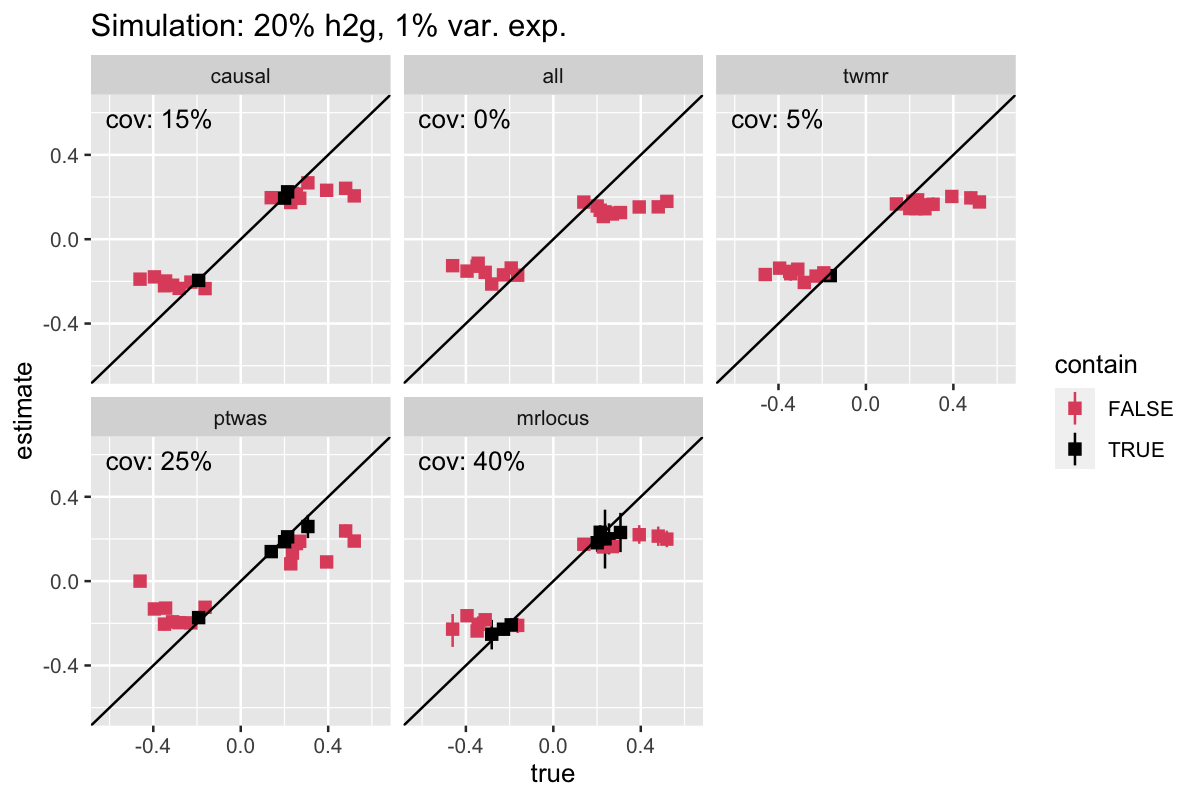 Simulation: 20% h2g, 1% var. exp.
causal
all
twmr
cov: 15%
cov: 0%
cov: 5%
0.4
0.0
-0.4
-0.4 0.0 0.4
ptwas
mrlocus
cov: 25%
cov: 40%
0.4
0.0
-0.4
-0.4 0.0 0.4
-0.4 0.0 0.4
true
estimate
contain
FALSE
TRUE